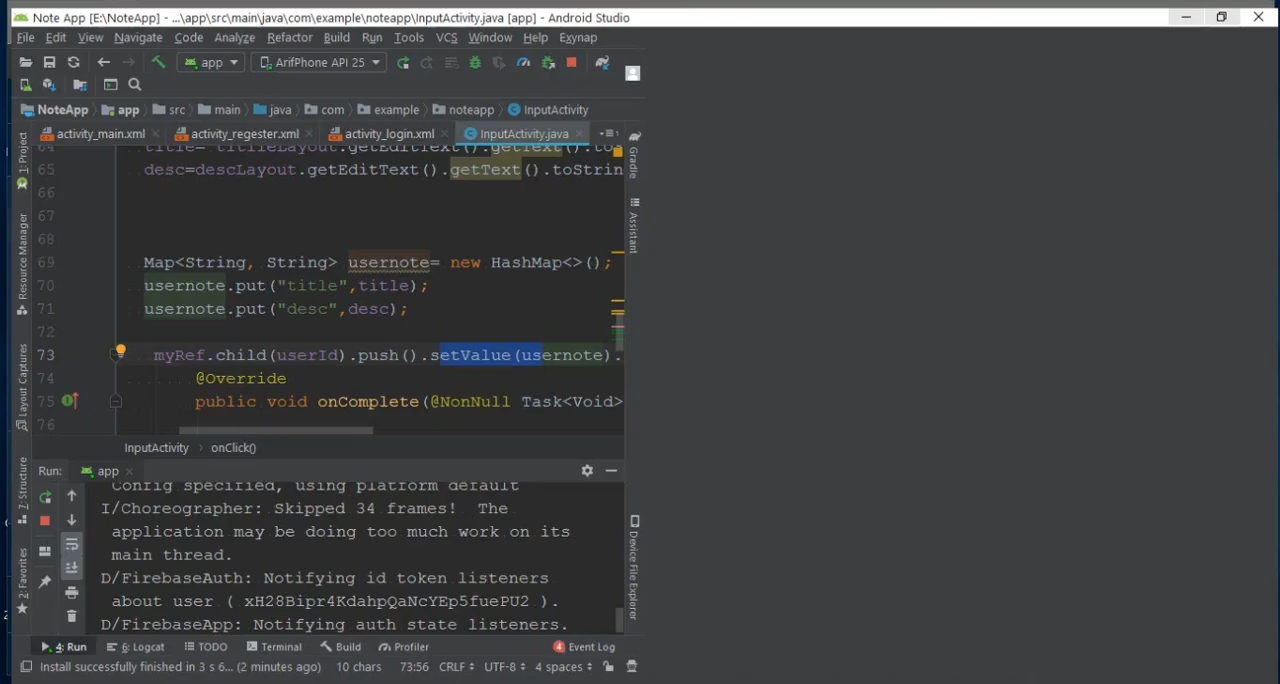 Note App [E:\NoteApp] - ...\app\src\main\java\com\example\noteapp\InputActivity.java [app] - Android Studio
File Edit View Navigate Code Analyze Refactor Build Run Tools VCS Window Help Exynap
app ArifPhone API 25
NoteApp app src main java com example noteapp InputActivity
activity_main.xml activity_regester.xml activity_login.xml InputActivity.java
64
65 desc=descLayout.getEditText().getText().toStrin
66
67
68
69 Map<String, String> usernote= new HashMap<>();
70 usernote.put("title",title);
71 usernote.put("desc",desc);
72
73 myRef.child(userId).push().setValue(usernote).
74 @Override
75 public void onComplete(@NonNull Task<Void>
76
InputActivity › onClick()
Run: app
Config specified, using platform default
I/Choreographer: Skipped 34 frames! The
application may be doing too much work on its
main thread.
D/FirebaseAuth: Notifying id token listeners
about user ( xH28Bipr4KdahpQaNcYEp5fuePU2 ).
D/FirebaseApp: Notifying auth state listeners.
4: Run 6: Logcat TODO Terminal Build Profiler 4 Event Log
Install successfully finished in 3 s 6... (2 minutes ago) 10 chars 73:56 CRLF UTF-8 4 spaces
1: Project
Resource Manager
Layout Captures
7: Structure
2: Favorites
Gradle
Assistant
Device File Explorer